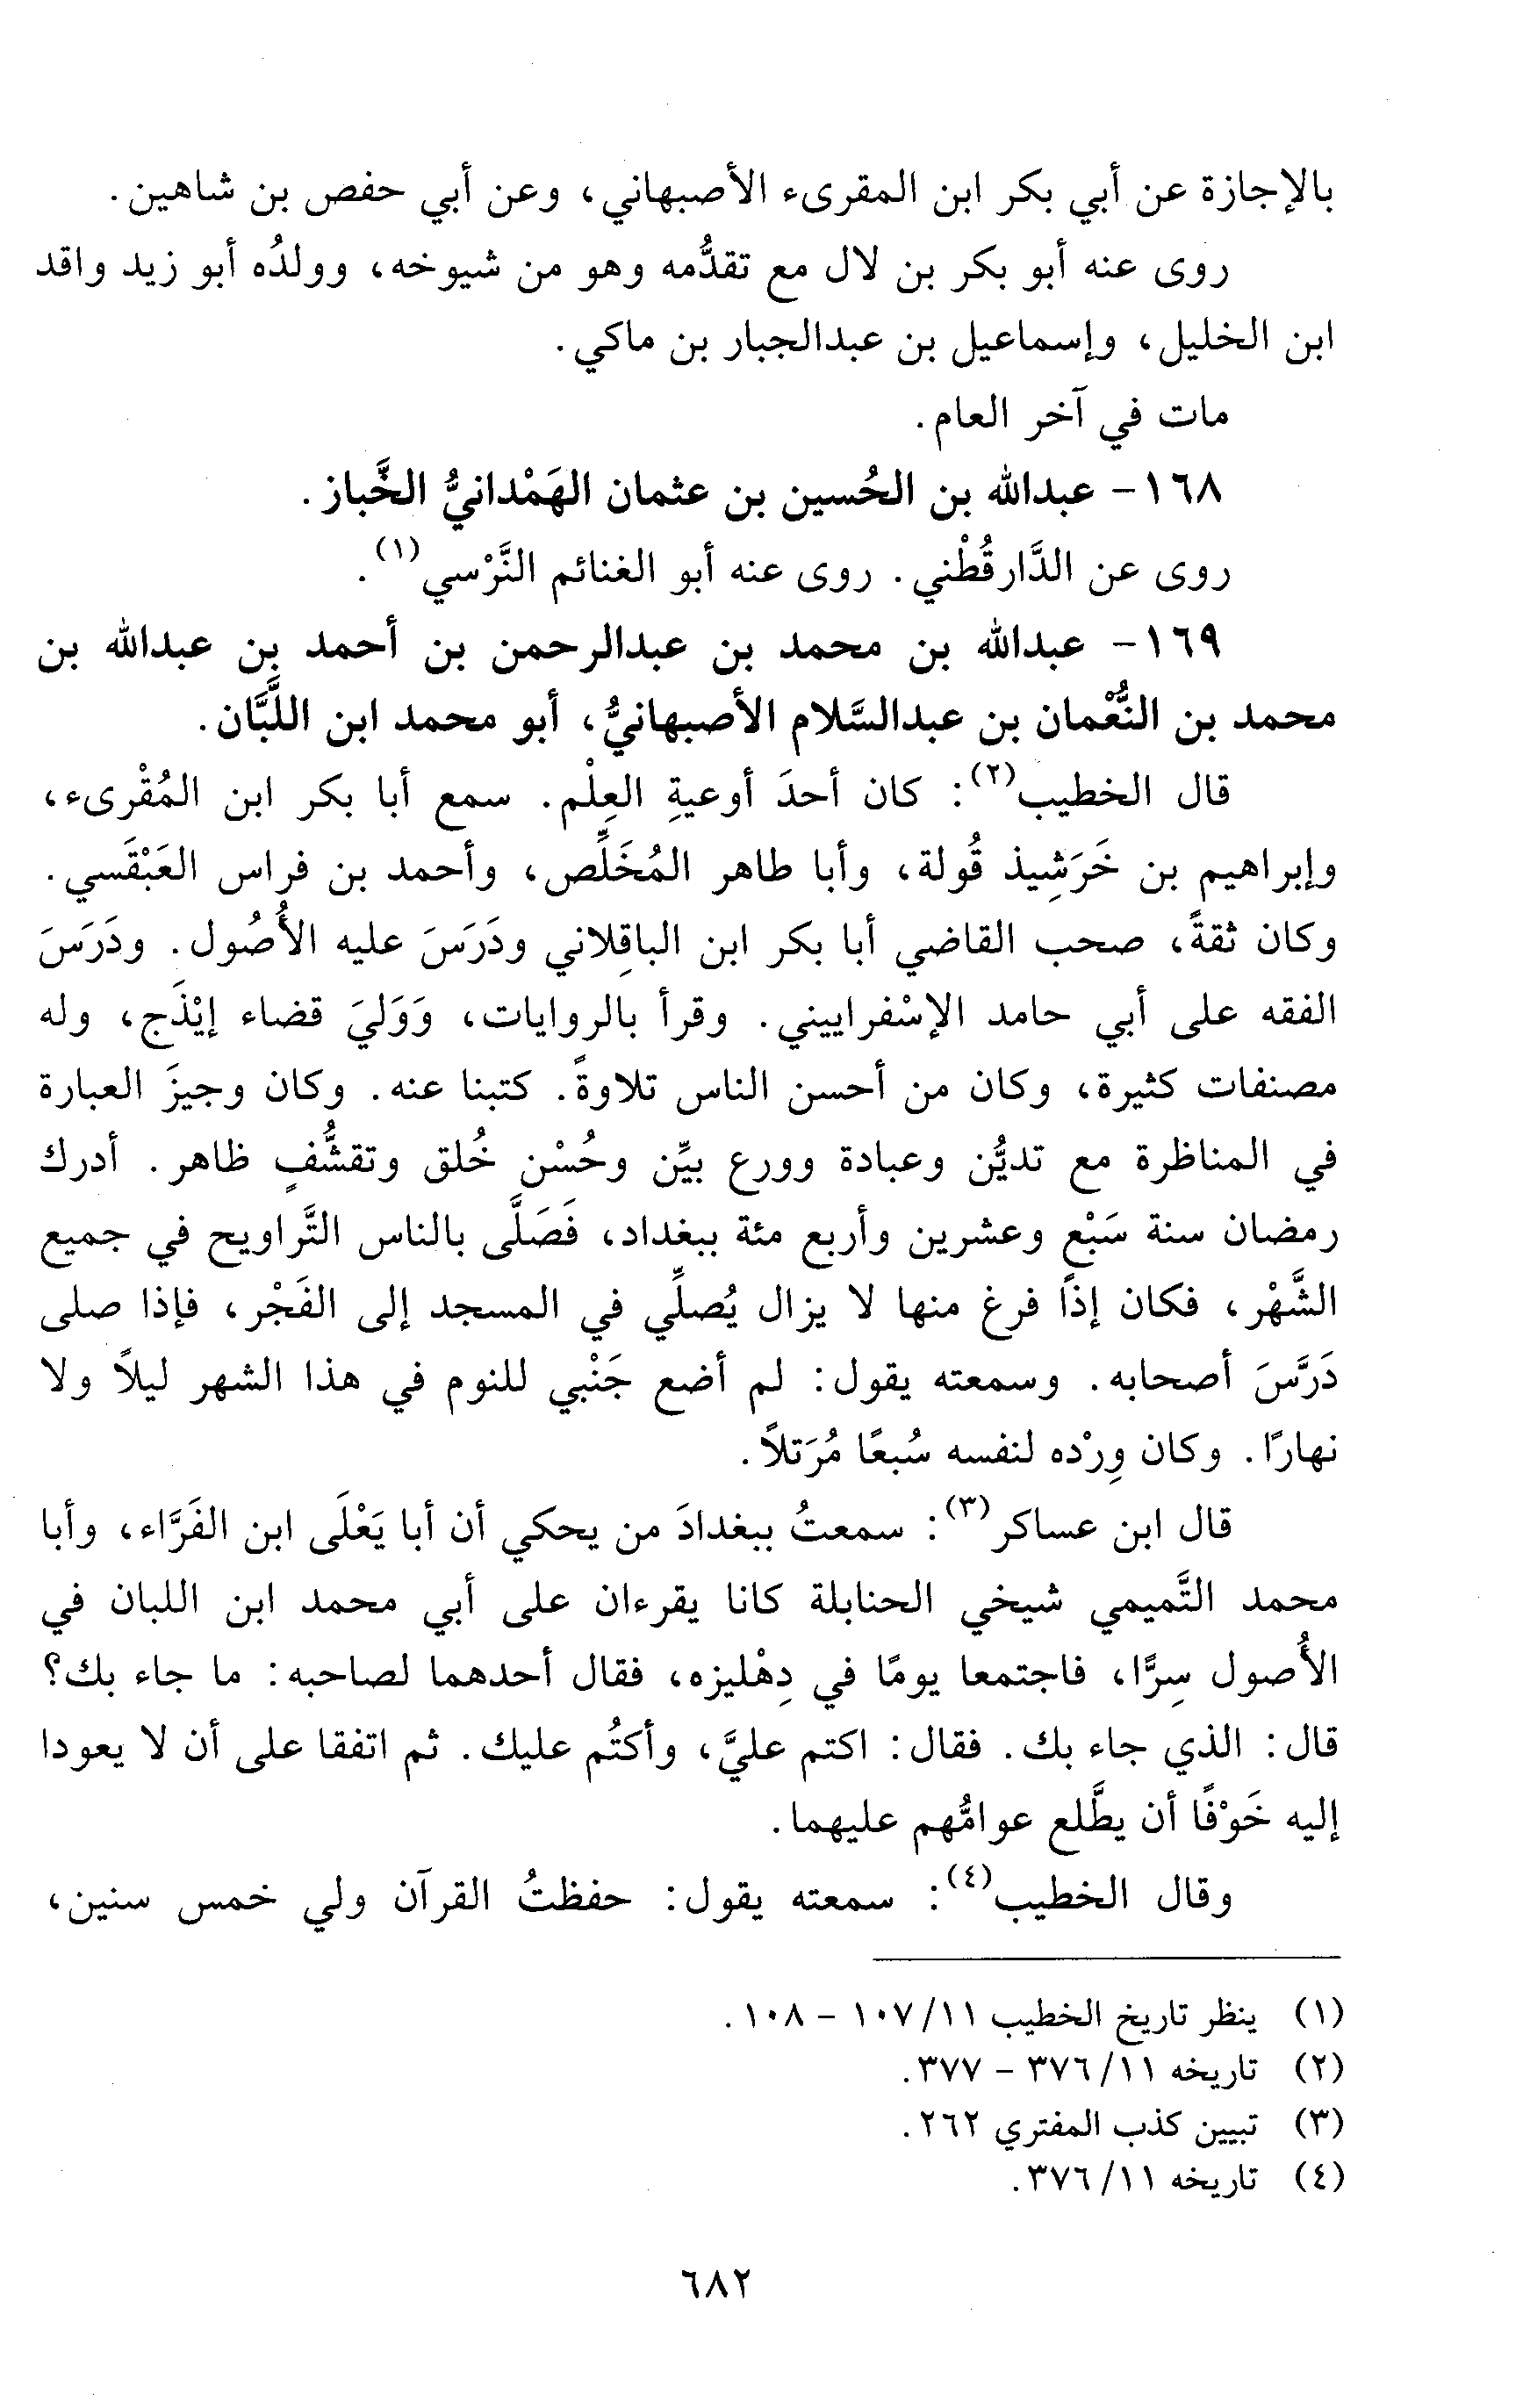 بالإجازة عن أبي بكر ابن المقرىء الأصبهاني، وعن أبي حفص بن شاهين.
روى عنه أبو بكر بن لال مع تقدُّمه وهو من شيوخه، وولدُه أبو زيد واقد
ابن الخليل، وإسماعيل بن عبدالجبار بن ماكي.
مات في آخر العام.
١٦٨- عبدالله بن الحُسين بن عثمان الهَمْدانيُّ الخَّباز.
روى عن الدَّارقُطْني. روى عنه أبو الغنائم النَّرْسي(١).
١٦٩- عبدالله بن محمد بن عبدالرحمن بن أحمد بن عبدالله بن
محمد بن النُّعْمان بن عبدالسَّلام الأصبهانيُّ، أبو محمد ابن اللَّبَّان.
قال الخطيب(٢): كان أحدَ أوعيةِ العِلْم. سمع أبا بكر ابن المُقْرىء،
وإبراهيم بن خَرَشِيذ قُولة، وأبا طاهر المُخَلِّص، وأحمد بن فراس العَبْقَسي.
وكان ثقةً، صحب القاضي أبا بكر ابن الباقِلاني ودَرَسَ عليه الأُصُول. ودَرَسَ
الفقه على أبي حامد الإسْفراييني. وقرأ بالروايات، وَوَليَ قضاء إيْذَج، وله
مصنفات كثيرة، وكان من أحسن الناس تلاوةً. كتبنا عنه. وكان وجيزَ العبارة
في المناظرة مع تديُّن وعبادة وورع بيِّن وحُسْن خُلق وتقشُّفٍ ظاهر. أدرك
رمضان سنة سَبْع وعشرين وأربع مئة ببغداد، فَصَلَّى بالناس التَّراويح في جميع
الشَّهْر، فكان إذًا فرغ منها لا يزال يُصلِّي في المسجد إلى الفَجْر، فإذا صلى
دَرَّسَ أصحابه. وسمعته يقول: لم أضع جَنْبي للنوم في هذا الشهر ليلاً ولا
نهارًا. وكان وِرْده لنفسه سُبعًا مُرَتلاً.
قال ابن عساكر(٣): سمعتُ ببغدادَ من يحكي أن أبا يَعْلَى ابن الفَرَّاء، وأبا
محمد التَّميمي شيخي الحنابلة كانا يقرءان على أبي محمد ابن اللبان في
الأُصول سِرًّا، فاجتمعا يومًا في دِهْليزه، فقال أحدهما لصاحبه: ما جاء بك؟
قال: الذي جاء بك. فقال: اكتم عليَّ، وأكتُم عليك. ثم اتفقا على أن لا يعودا
إليه خَوْفًا أن يطَّلع عوامُّهم عليهما.
وقال الخطيب(٤): سمعته يقول: حفظتُ القرآن ولي خمس سنين،
(١) ينظر تاريخ الخطيب ١١/ ١٠٧ - ١٠٨.
(٢) تاريخه ١١/ ٣٧٦ - ٣٧٧.
(٣) تبيين كذب المفتري ٢٦٢.
(٤) تاريخه ١١/ ٣٧٦.
٦٨٢